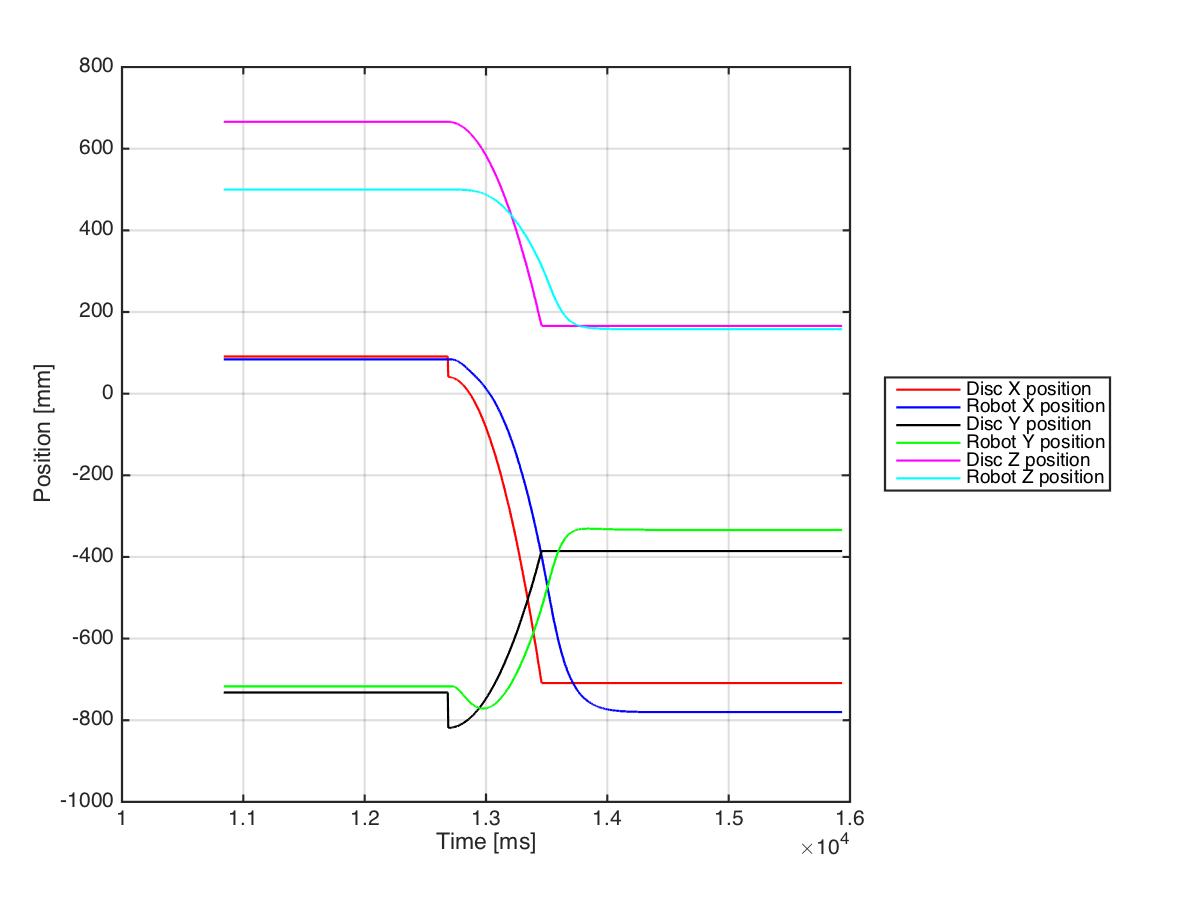 800
600
400
200
0
-200
-400
-600
-800
-1000
Position [mm]
1 1.1 1.2 1.3 1.4 1.5 1.6
Time [ms]
×10⁴
Disc X position
Robot X position
Disc Y position
Robot Y position
Disc Z position
Robot Z position